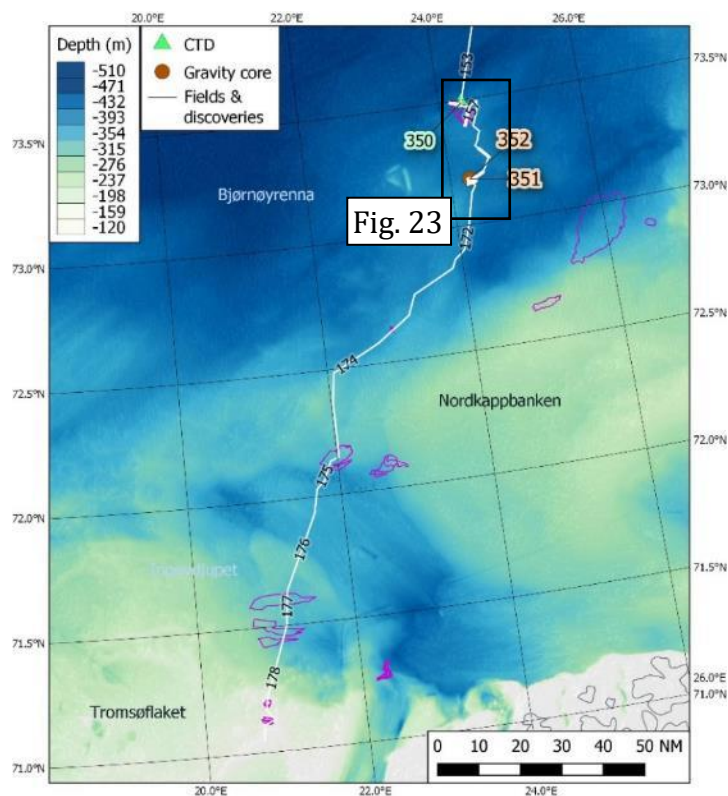 20.0°E
22.0°E
24.0°E
26.0°E
Depth (m)
-510
-471
-432
-393
-354
-315
-276
-237
-198
-159
-120
CTD
Gravity core
Fields &
discoveries
153
73.5°N
73.5°N
350
352
351
Bjørnøyrenna
73.0°N
Fig. 23
172
73.0°N
72.5°N
174
72.5°N
Nordkappbanken
72.0°N
175
72.0°N
176
71.5°N
177
71.5°N
178
Tromsøflaket
26.0°E
71.0°N
71.0°N
0 10 20 30 40 50 NM
20.0°E
22.0°E
24.0°E